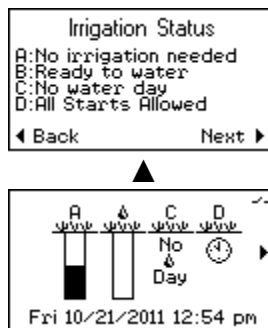 Irrigation Status
A:No irrigation needed
B:Ready to water
C:No water day
D:All Starts Allowed
Back Next
A C D
No
Day
Fri 10/21/2011 12:54 pm